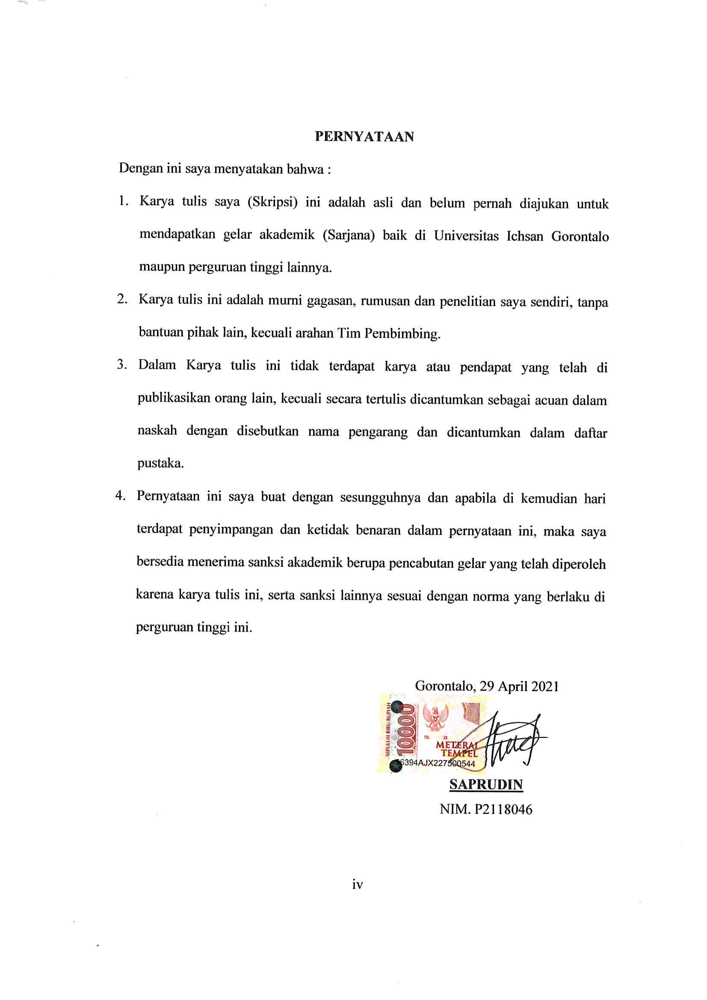 PERNYATAAN
Dengan ini saya menyatakan bahwa :
1. Karya tulis saya (Skripsi) ini adalah asli dan belum pernah diajukan untuk
mendapatkan gelar akademik (Sarjana) baik di Universitas Ichsan Gorontalo
maupun perguruan tinggi lainnya.
2. Karya tulis ini adalah murni gagasan, rumusan dan penelitian saya sendiri, tanpa
bantuan pihak lain, kecuali arahan Tim Pembimbing.
3. Dalam Karya tulis ini tidak terdapat karya atau pendapat yang telah di
publikasikan orang lain, kecuali secara tertulis dicantumkan sebagai acuan dalam
naskah dengan disebutkan nama pengarang dan dicantumkan dalam daftar
pustaka.
4. Pernyataan ini saya buat dengan sesungguhnya dan apabila di kemudian hari
terdapat penyimpangan dan ketidak benaran dalam pernyataan ini, maka saya
bersedia menerima sanksi akademik berupa pencabutan gelar yang telah diperoleh
karena karya tulis ini, serta sanksi lainnya sesuai dengan norma yang berlaku di
perguruan tinggi ini.
Gorontalo, 29 April 2021
SEPULUH RIBU RUPIAH
10000
TGL. 20
METERAI
TEMPEL
6394AJX227500544
SAPRUDIN
NIM. P2118046
iv